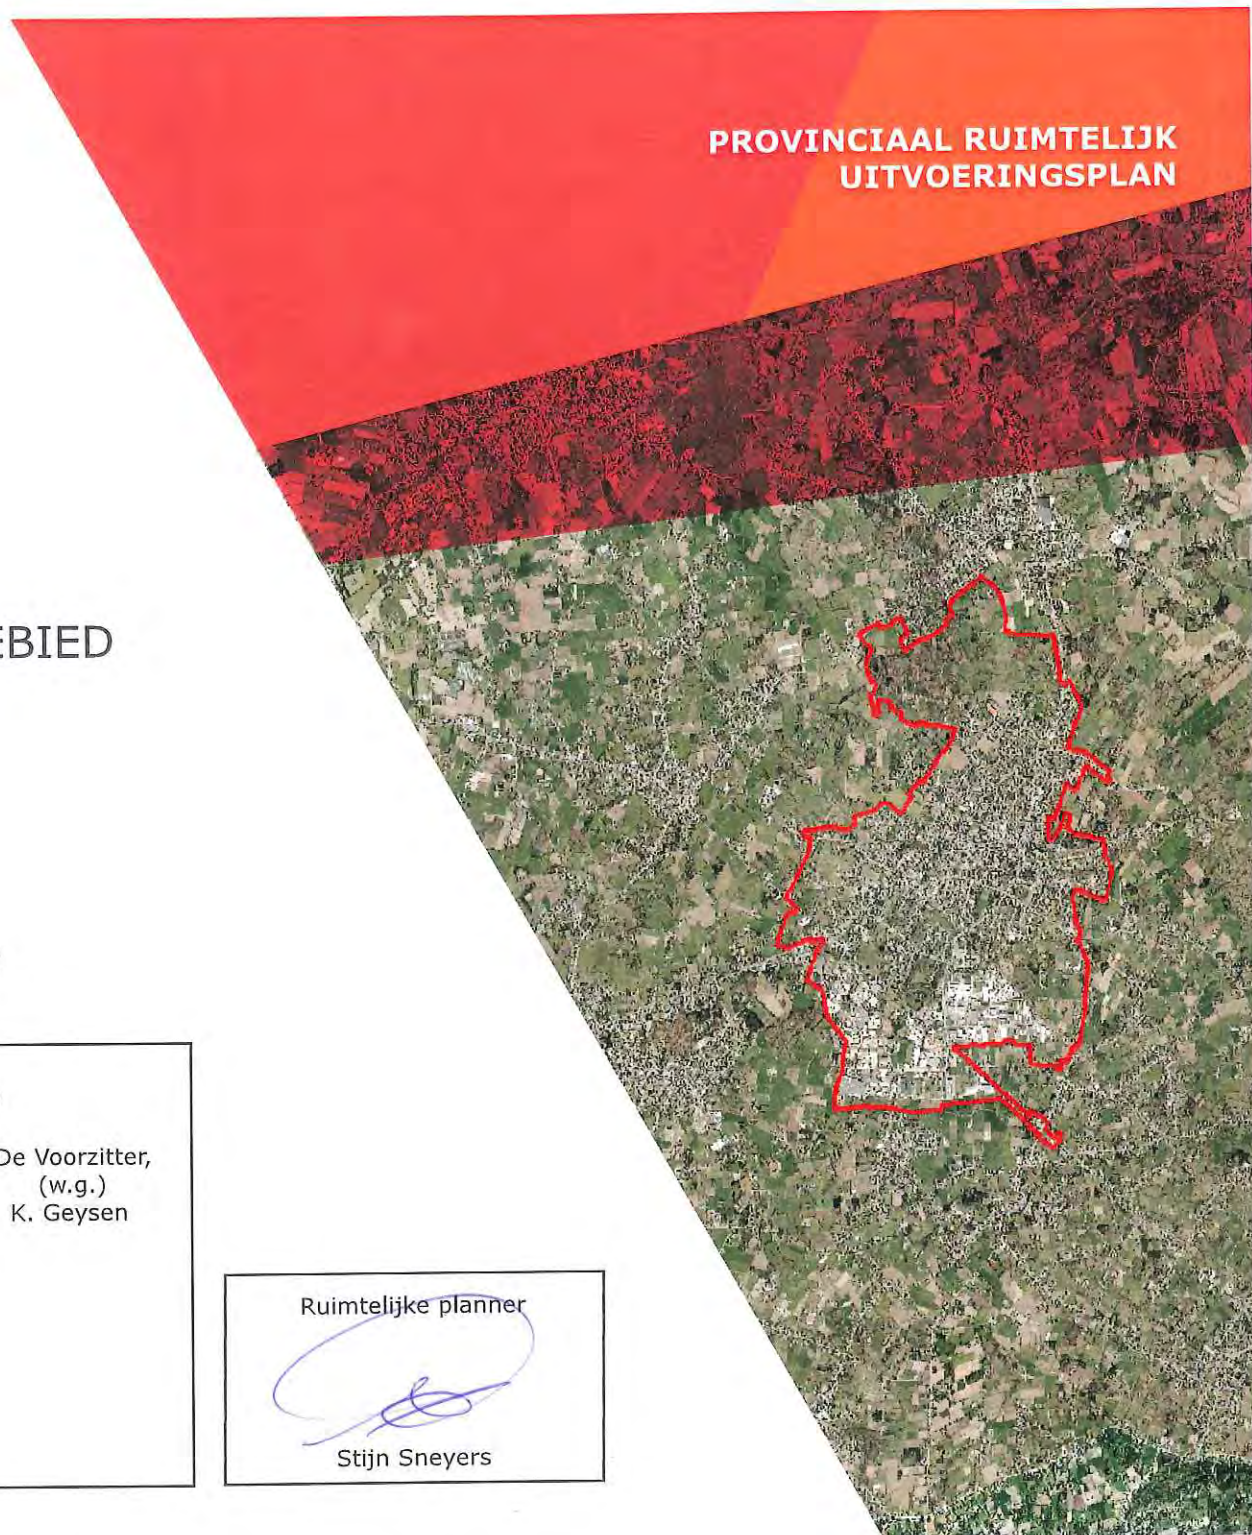 PROVINCIAAL RUIMTELIJK
UITVOERINGSPLAN
EBIED
De Voorzitter,
(w.g.)
K. Geysen
Ruimtelijke planner
Stijn Sneyers